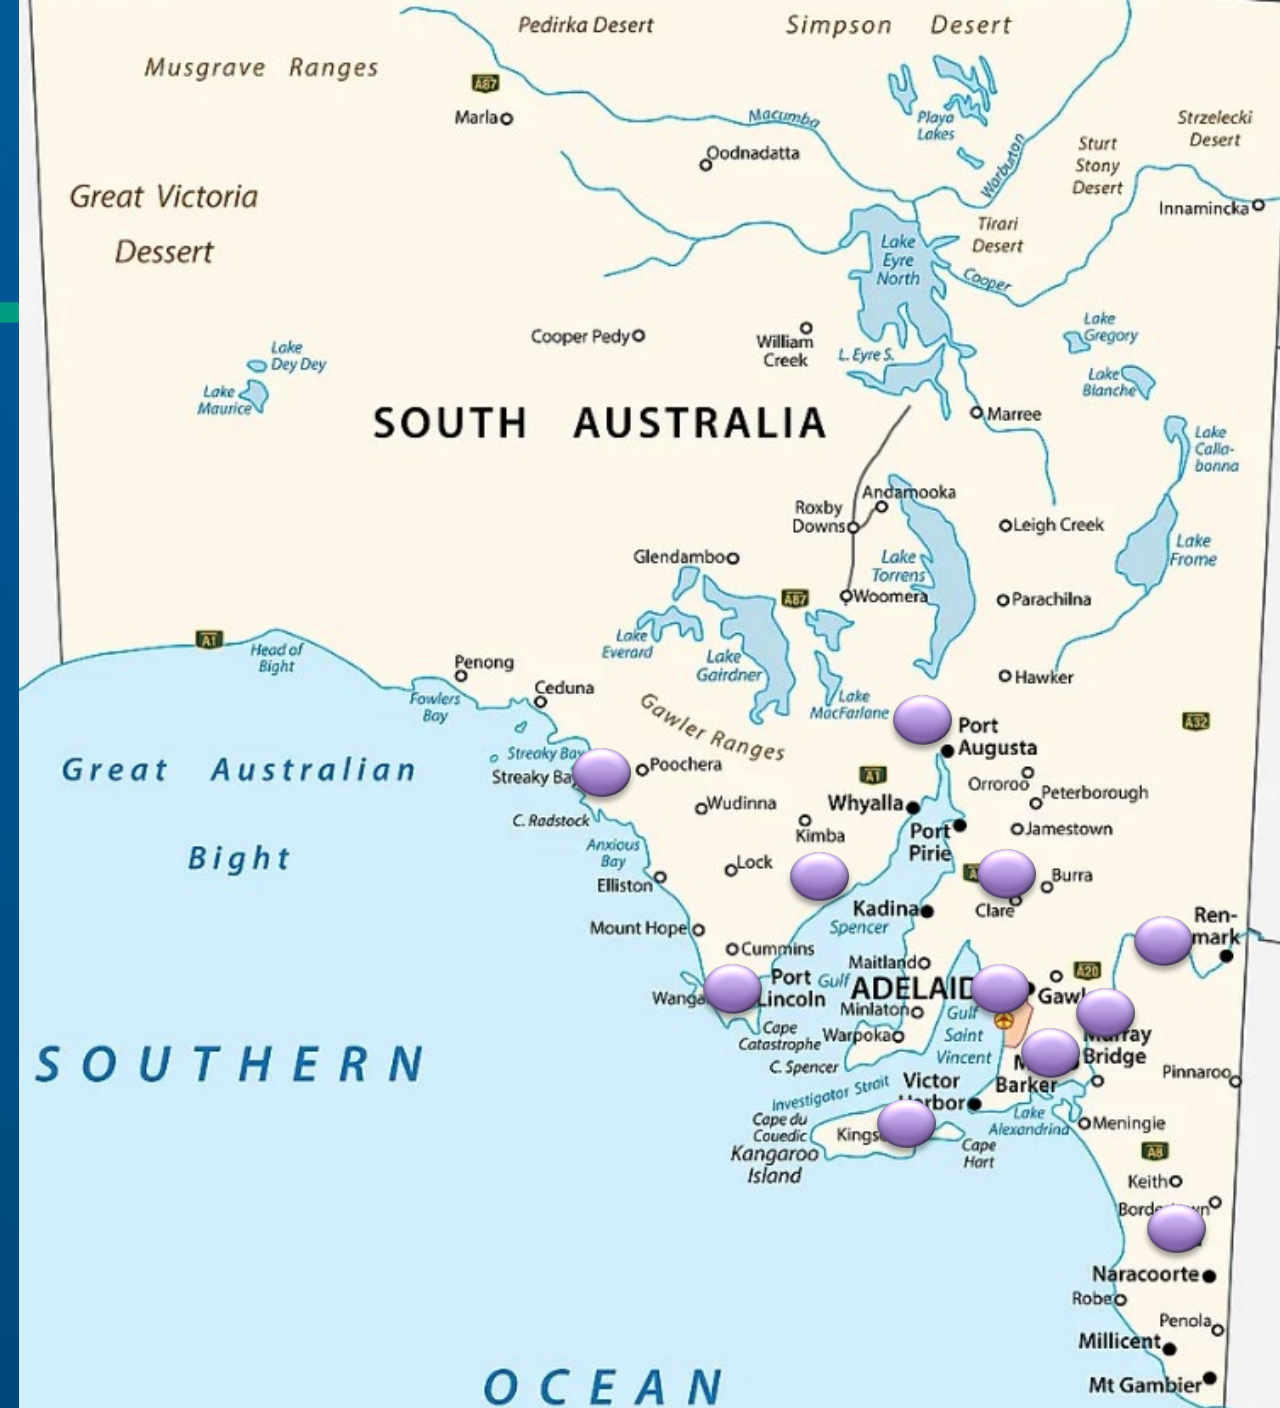 Pedirka Desert
Simpson Desert
Musgrave Ranges
A87
Marla
Macumba
Playa
Lakes
Strzelecki
Desert
Sturt
Stony
Desert
Oodnadatta
Warburton
Great Victoria
Dessert
Innamincka
Tirari
Desert
Lake
Eyre
North
Cooper
Cooper Pedy
William
Creek
L. Eyre S.
Lake
Gregory
Lake
Dey Dey
Lake
Maurice
Lake
Blanche
SOUTH AUSTRALIA
Marree
Lake
Calla-
bonna
Andamooka
Roxby
Downs
Leigh Creek
Lake
Frome
Glendambo
Lake
Torrens
A87
Woomera
Parachilna
A1
Head of
Bight
Lake
Everard
Lake
Gairdner
Penong
Hawker
Ceduna
Fowlers
Bay
Lake
MacFarlane
Gawler Ranges
A32
Port
Augusta
Streaky Bay
Streaky
Poochera
Great Australian
Bight
A1
Orroroo
Peterborough
Whyalla
Wudinna
Kimba
C. Radstock
Port
Pirie
Jamestown
Anxious
Bay
Lock
Elliston
Burra
Clare
Kadina
Spencer
Gulf
Mount Hope
Ren-
mark
Cummins
Maitland
A20
Port
Lincoln
Minlaton
Gulf
Saint
Vincent
Cape
Catastrophe
Warpoka
Bridge
C. Spencer
Pinnaroo
SOUTHERN
Investigator Strait
Victor
Barker
Cape du
Couedic
Lake
Alexandrina
Meningie
Kangaroo
Island
Cape
Hart
A8
Keith
Naracoorte
Robe
Penola
Millicent
Mt Gambier
OCEAN